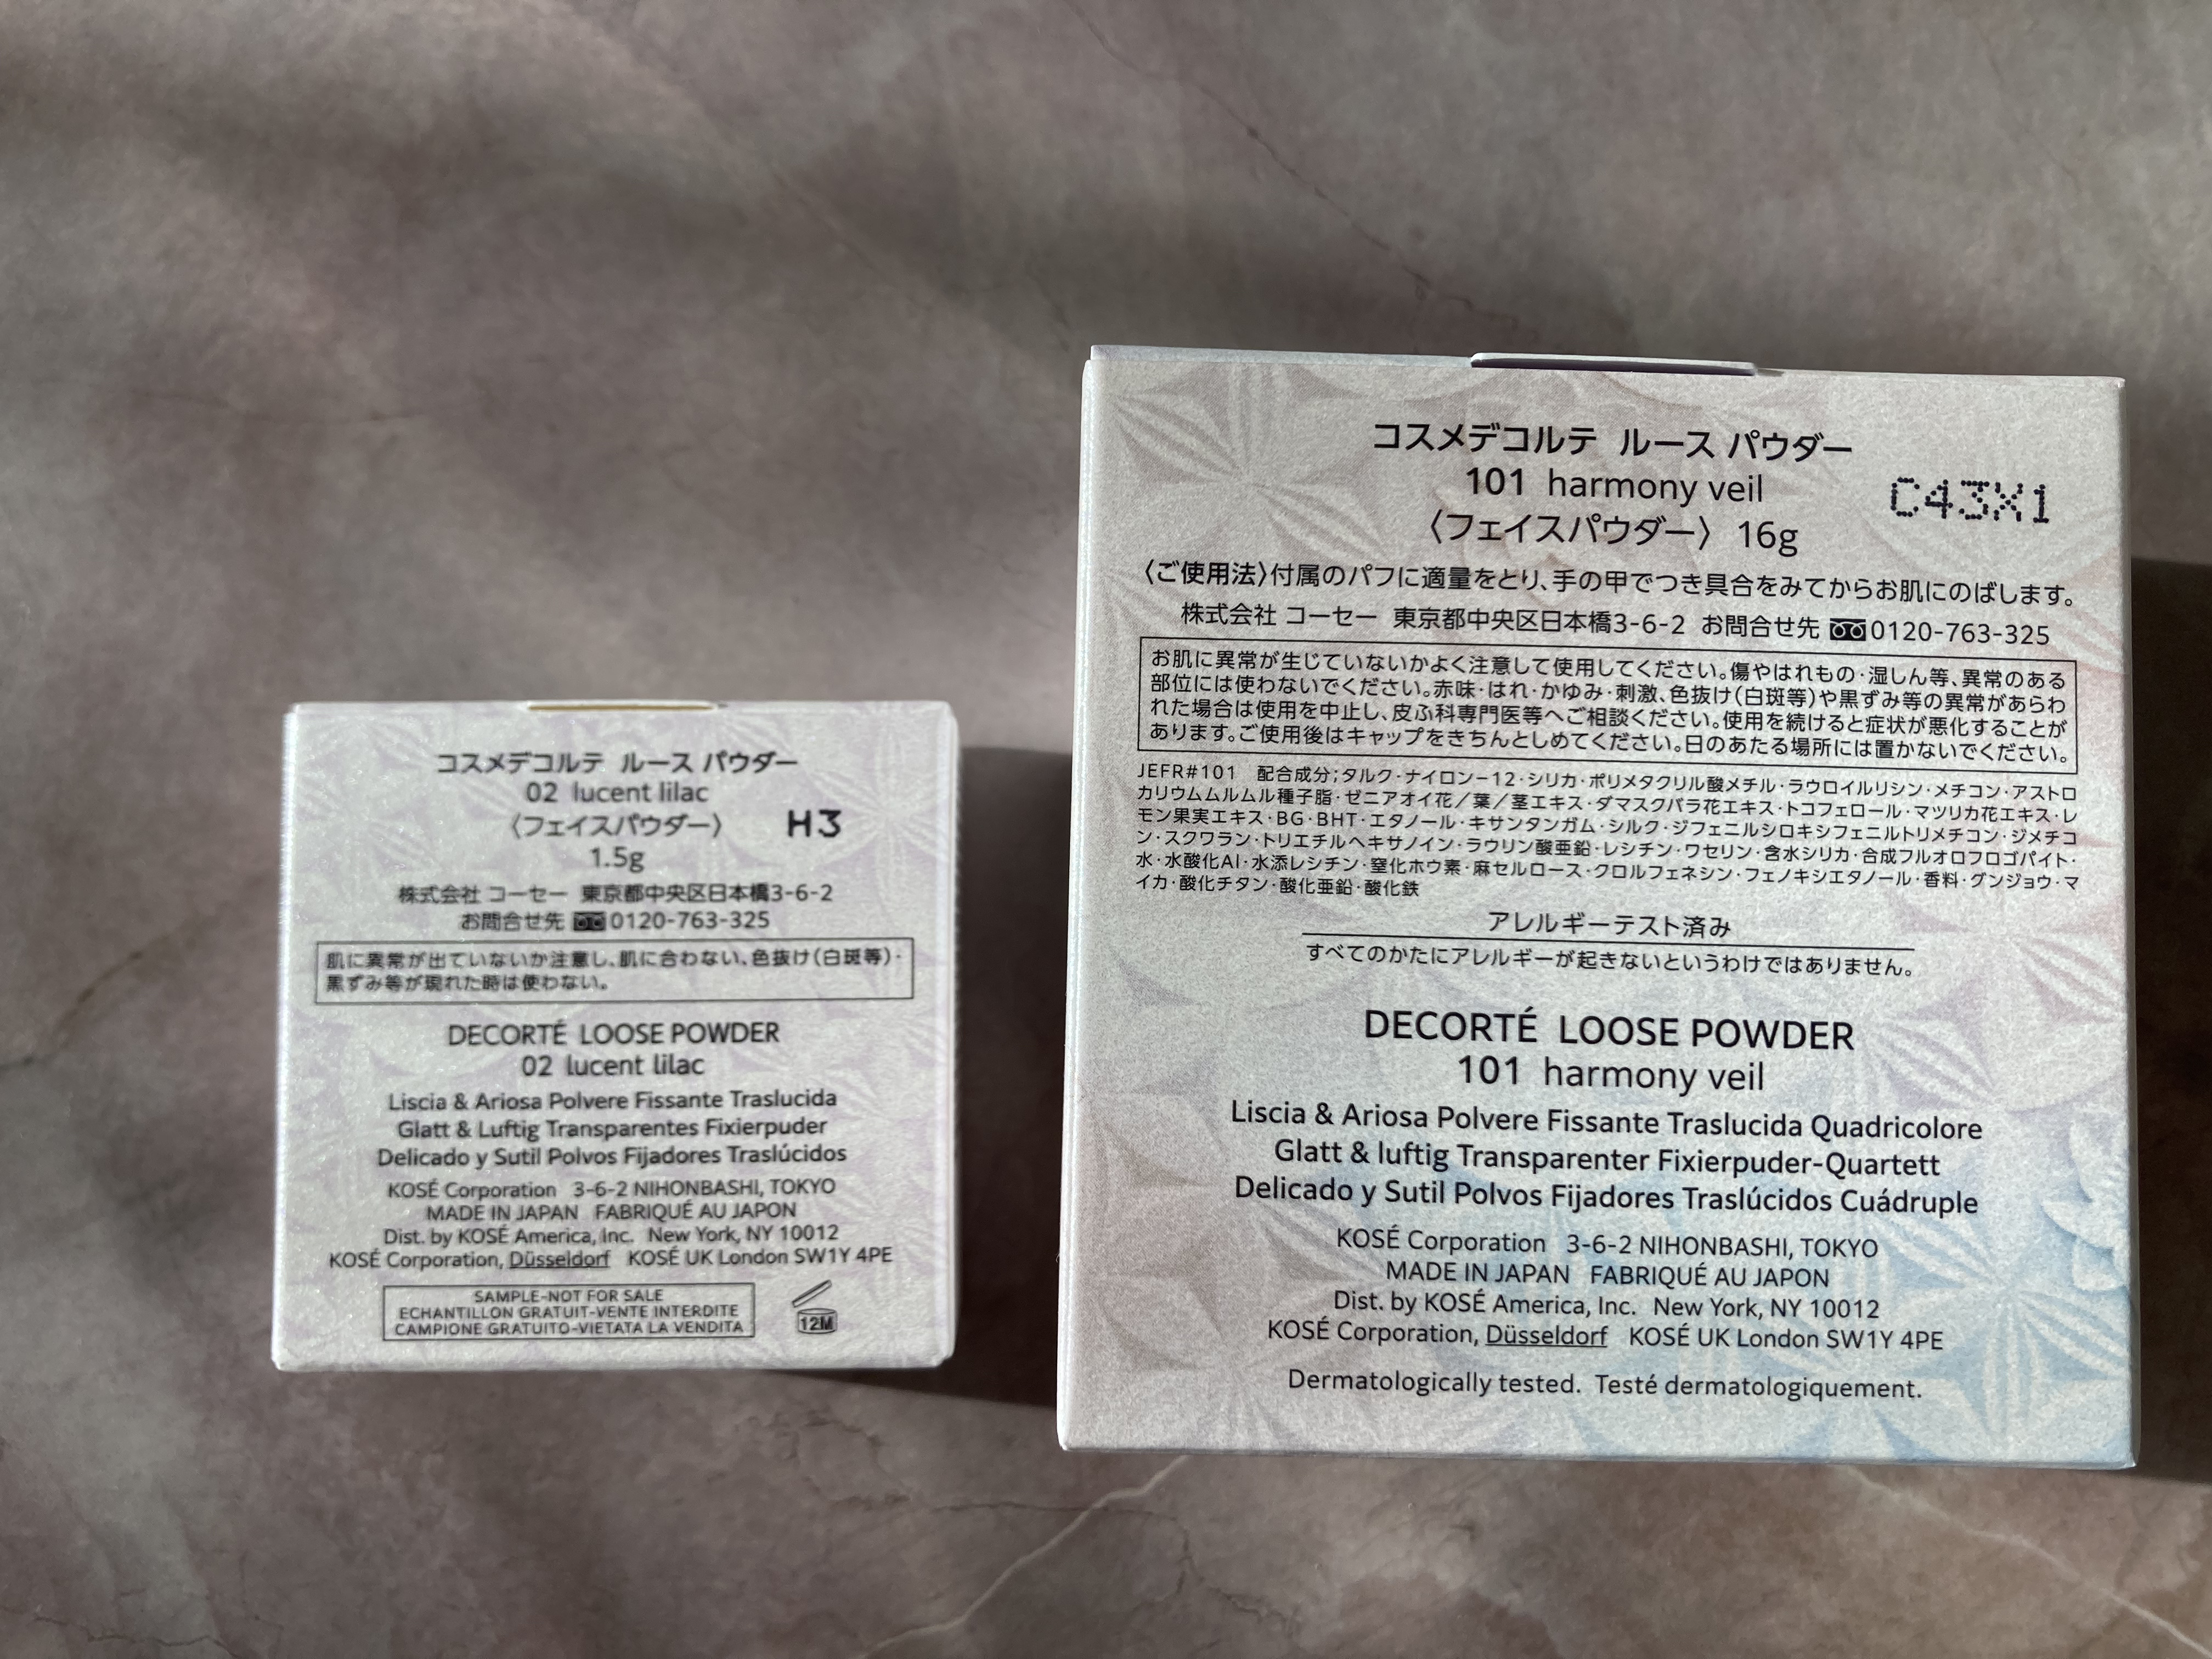 コスメデコルテ ルース パウダー
02 lucent lilac
〈フェイスパウダー〉
H3
1.5g
株式会社 コーセー 東京都中央区日本橋3-6-2
お問合せ先 0120-763-325
肌に異常が出ていないか注意し、肌に合わない、色抜け(白斑等)・
黒ずみ等が現れた時は使わない。
DECORTÉ LOOSE POWDER
02 lucent lilac
Liscia & Ariosa Polvere Fissante Traslucida
Glatt & Luftig Transparentes Fixierpuder
Delicado y Sutil Polvos Fijadores Traslúcidos
KOSÉ Corporation 3-6-2 NIHONBASHI, TOKYO
MADE IN JAPAN FABRIQUÉ AU JAPON
Dist. by KOSÉ America, Inc. New York, NY 10012
KOSÉ Corporation, Düsseldorf KOSÉ UK London SW1Y 4PE
SAMPLE-NOT FOR SALE
ECHANTILLON GRATUIT-VENTE INTERDITE
CAMPIONE GRATUITO-VIETATA LA VENDITA
12M
コスメデコルテ ルース パウダー
101 harmony veil
C43X1
〈フェイスパウダー〉 16g
〈ご使用法〉付属のパフに適量をとり、手の甲でつき具合をみてからお肌にのばします。
株式会社 コーセー 東京都中央区日本橋3-6-2 お問合せ先 0120-763-325
お肌に異常が生じていないかよく注意して使用してください。傷やはれもの・湿しん等、異常のある
部位には使わないでください。赤味・はれ・かゆみ・刺激、色抜け(白斑等)や黒ずみ等の異常があらわ
れた場合は使用を中止し、皮ふ科専門医等へご相談ください。使用を続けると症状が悪化することが
あります。ご使用後はキャップをきちんとしめてください。日のあたる場所には置かないでください。
JEFR#101 配合成分;タルク・ナイロン-12・シリカ・ポリメタクリル酸メチル・ラウロイルリシン・メチコン・アストロ
カリウムムルムル種子脂・ゼニアオイ花/葉/茎エキス・ダマスクバラ花エキス・トコフェロール・マツリカ花エキス・レ
モン果実エキス・BG・BHT・エタノール・キサンタンガム・シルク・ジフェニルシロキシフェニルトリメチコン・ジメチコ
ン・スクワラン・トリエチルヘキサノイン・ラウリン酸亜鉛・レシチン・ワセリン・含水シリカ・合成フルオロフロゴパイト・
水・水酸化Al・水添レシチン・窒化ホウ素・麻セルロース・クロルフェネシン・フェノキシエタノール・香料・グンジョウ・マ
イカ・酸化チタン・酸化亜鉛・酸化鉄
アレルギーテスト済み
すべてのかたにアレルギーが起きないというわけではありません。
DECORTÉ LOOSE POWDER
101 harmony veil
Liscia & Ariosa Polvere Fissante Traslucida Quadricolore
Glatt & luftig Transparenter Fixierpuder-Quartett
Delicado y Sutil Polvos Fijadores Traslúcidos Cuádruple
KOSÉ Corporation 3-6-2 NIHONBASHI, TOKYO
MADE IN JAPAN FABRIQUÉ AU JAPON
Dist. by KOSÉ America, Inc. New York, NY 10012
KOSÉ Corporation, Düsseldorf KOSÉ UK London SW1Y 4PE
Dermatologically tested. Testé dermatologiquement.